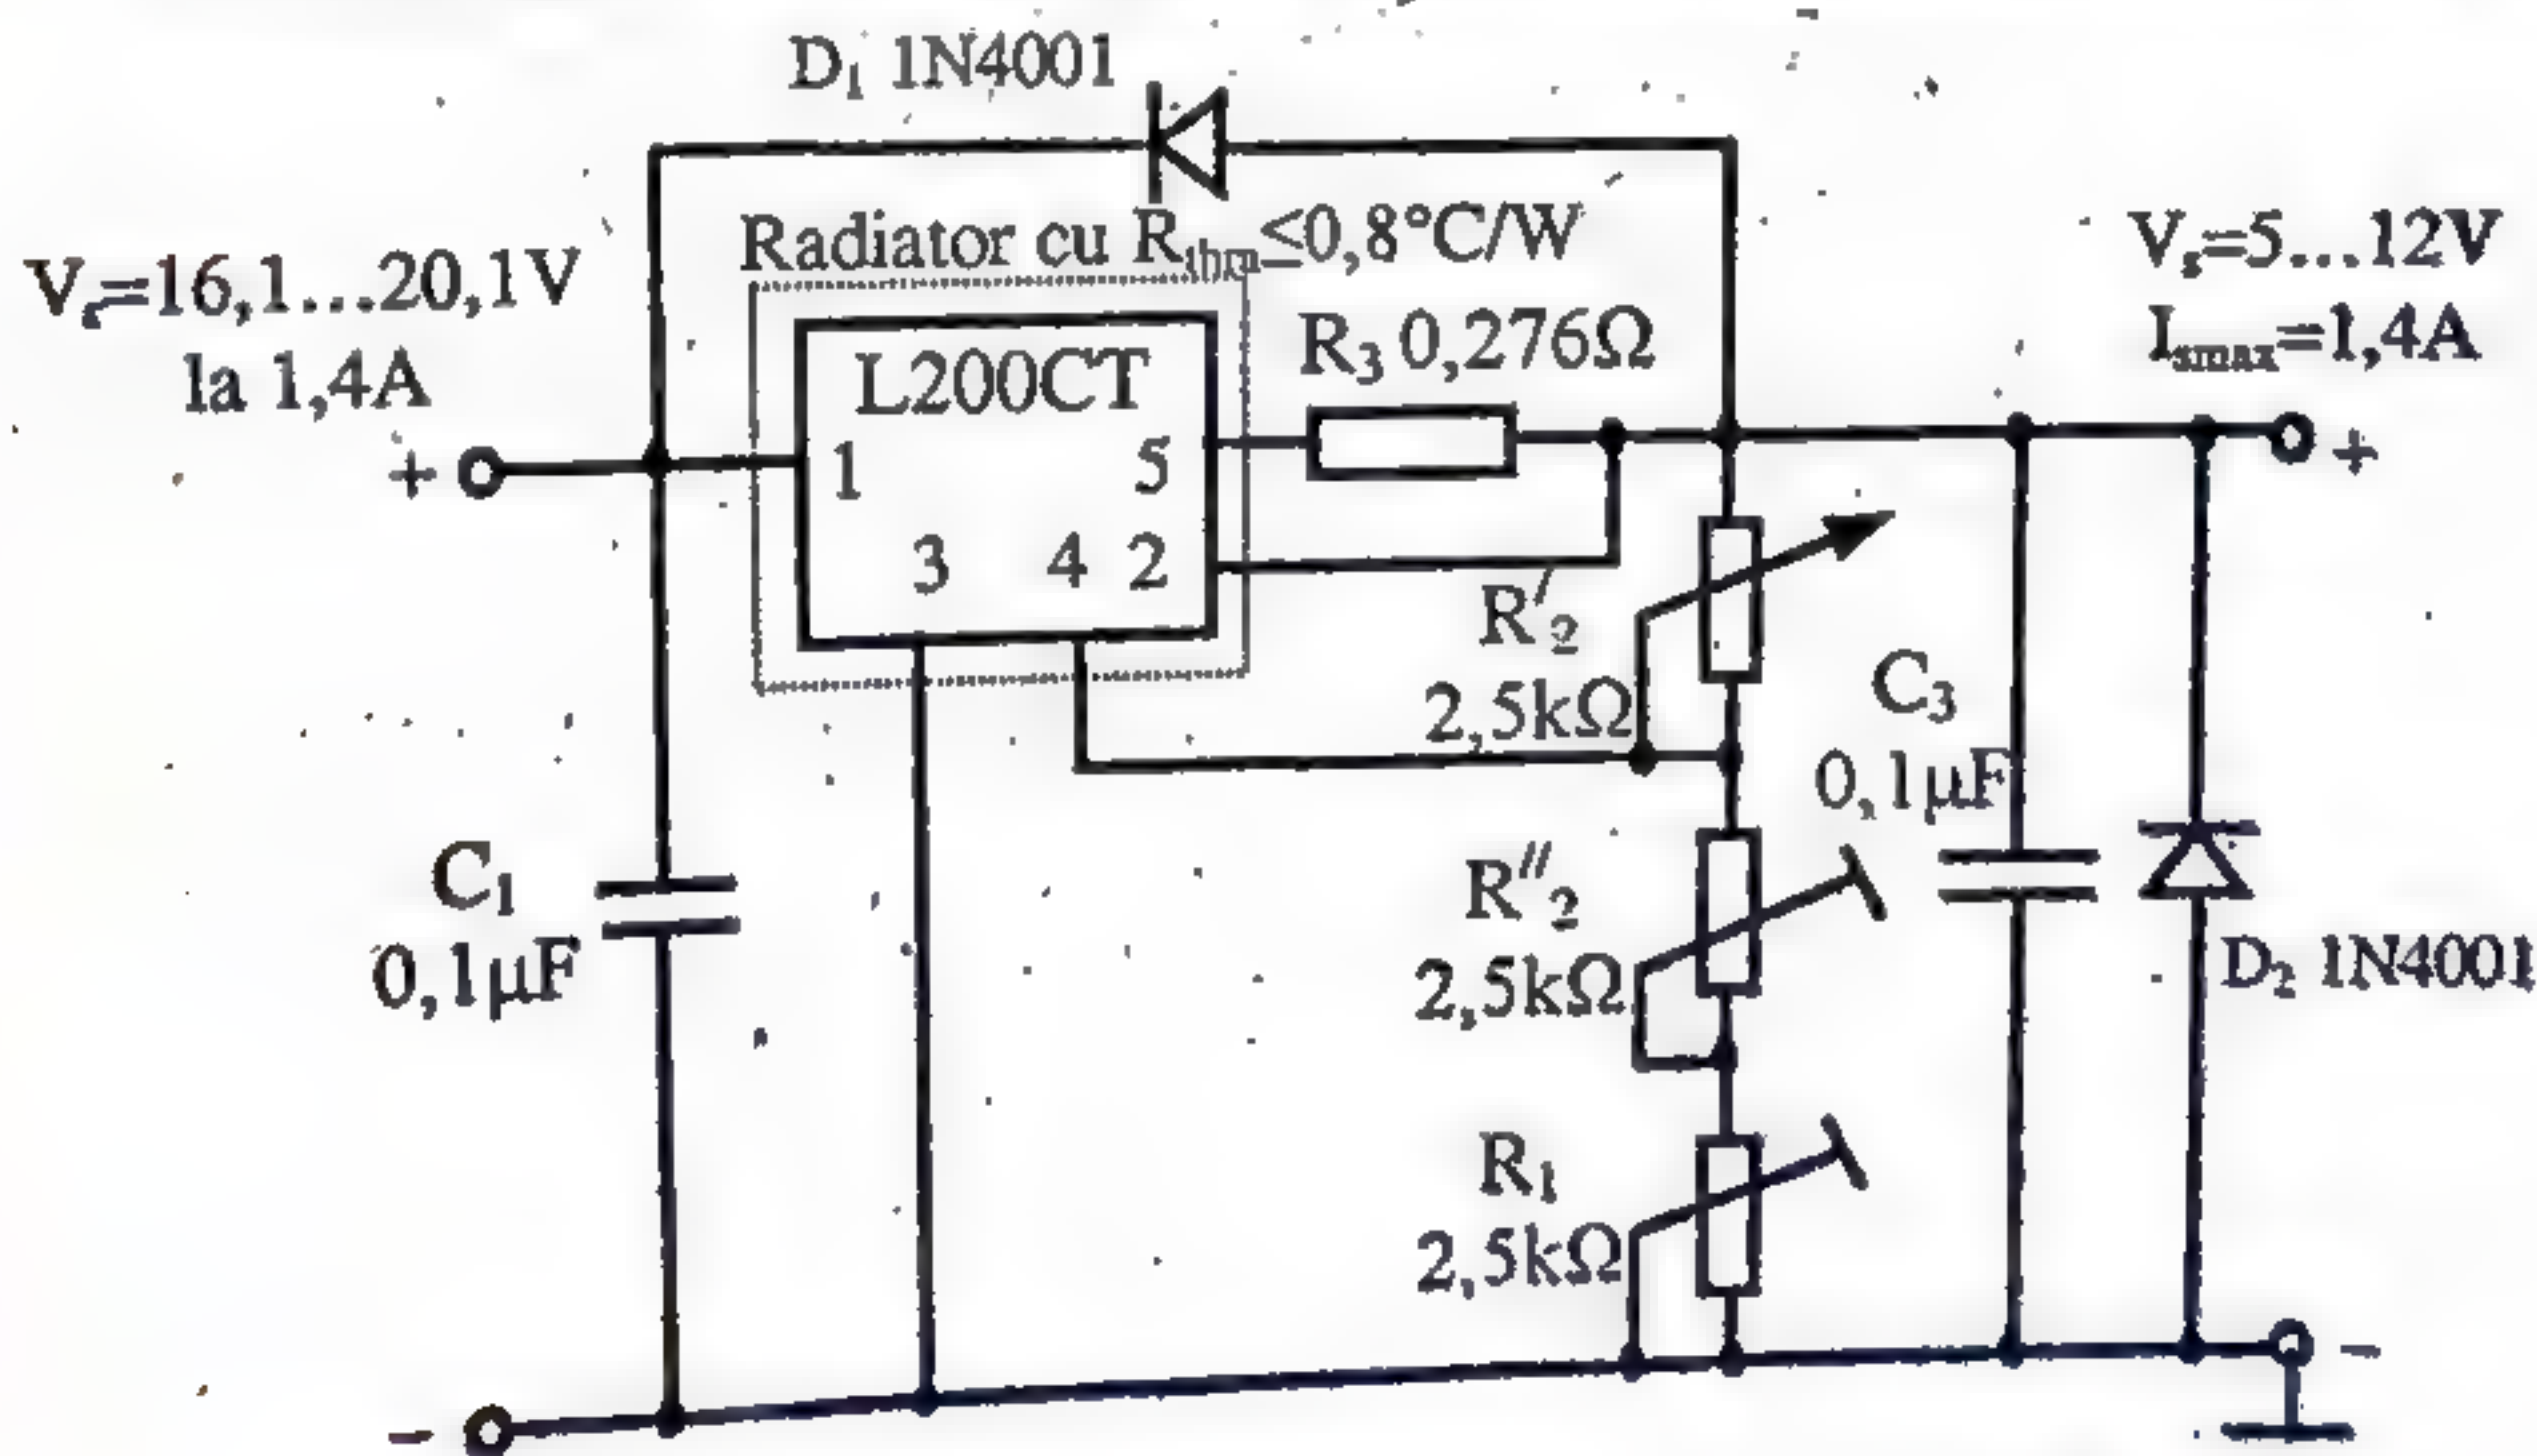 D₁ 1N4001
Radiator cu Rthm≤0,8°C/W
Vₑ=16,1...20,1V
la 1,4A
Vₛ=5...12V
Iₛₘₐₓ=1,4A
R₃ 0,276Ω
L200CT
+
1
5
+
3
4
2
R′₂
2,5kΩ
C₃
0,1µF
C₁
0,1µF
R″₂
2,5kΩ
D₂ 1N4001
R₁
2,5kΩ
-
-